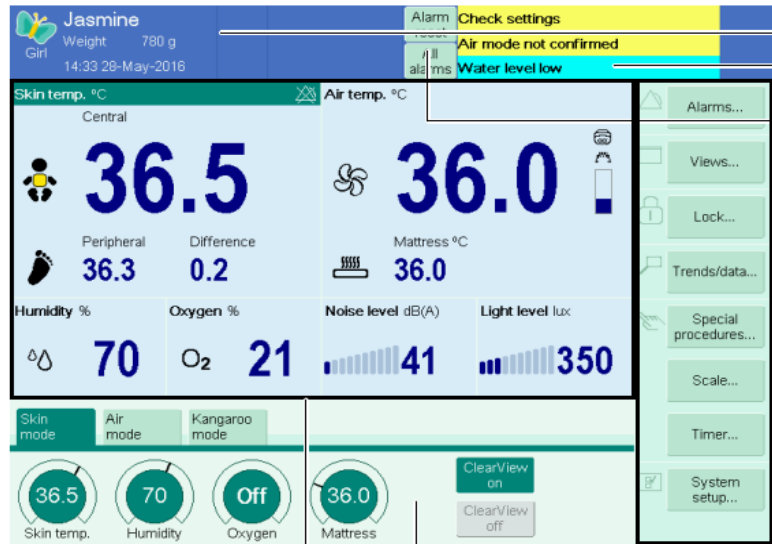 Jasmine
Girl
Weight 780 g
14:33 28-May-2016
Alarm
reset
All
alarms
Check settings
Air mode not confirmed
Water level low
Skin temp. °C
Central
36.5
Peripheral
36.3
Difference
0.2
Air temp. °C
36.0
Mattress °C
36.0
Humidity %
70
Oxygen %
O2 21
Noise level dB(A)
41
Light level lux
350
Alarms...
Views...
Lock...
Trends/data...
Special
procedures...
Scale...
Timer...
System
setup...
Skin
mode
Air
mode
Kangaroo
mode
36.5
Skin temp.
70
Humidity
Off
Oxygen
36.0
Mattress
ClearView
on
ClearView
off